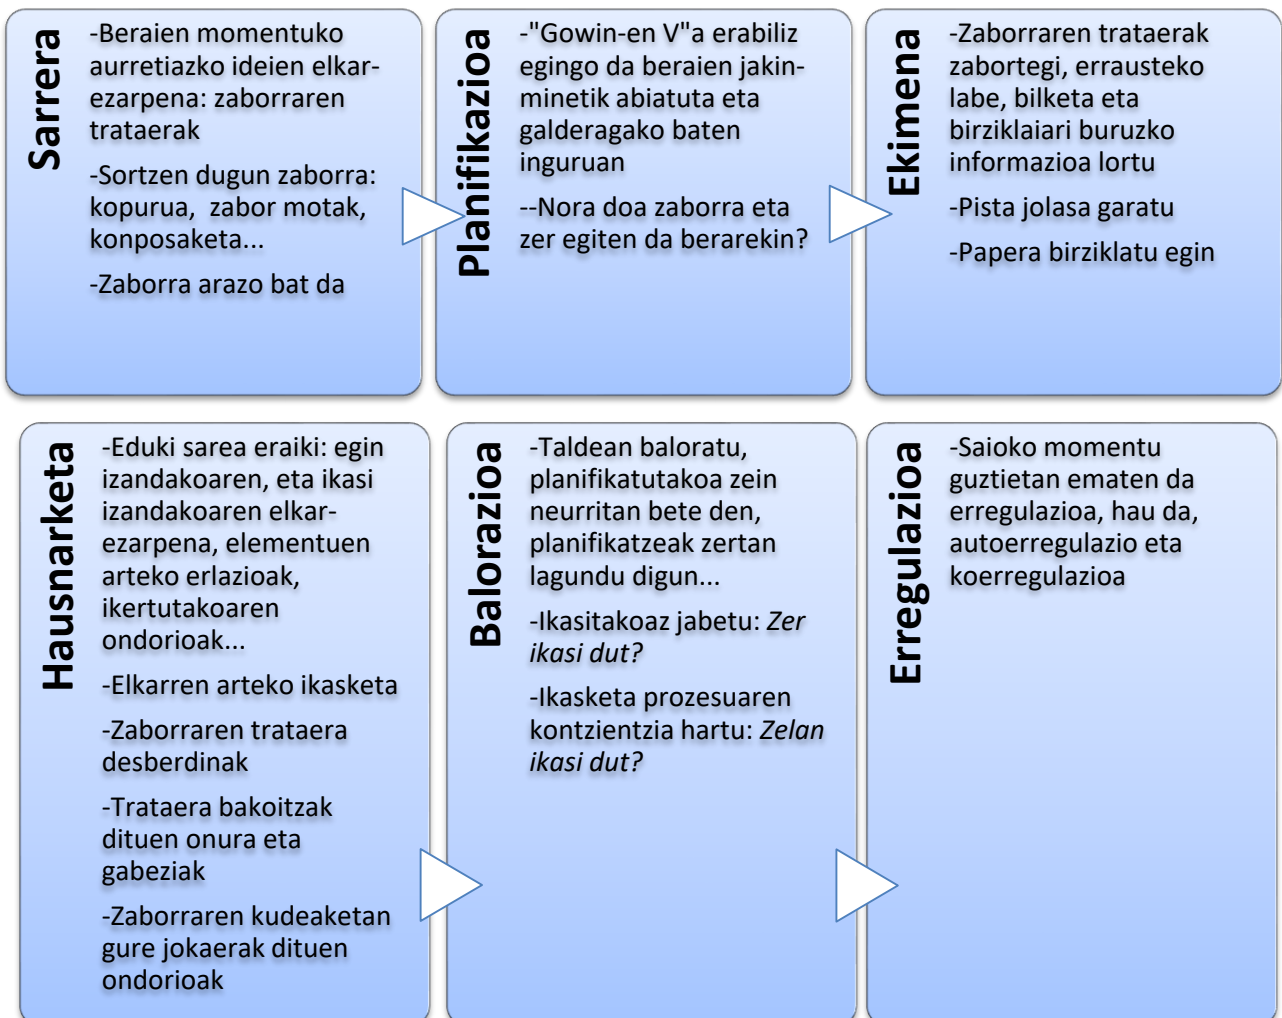 Sarrera
-Beraien momentuko
aurretiazko ideien elkar-
ezarpena: zaborraren
trataerak
-Sortzen dugun zaborra:
kopurua, zabor motak,
konposaketa...
-Zaborra arazo bat da
Planifikazioa
-"Gowin-en V"a erabiliz
egingo da beraien jakin-
minetik abiatuta eta
galderagako baten
inguruan
--Nora doa zaborra eta
zer egiten da berarekin?
Ekimena
-Zaborraren trataerak
zabortegi, errausteko
labe, bilketa eta
birziklaiari buruzko
informazioa lortu
-Pista jolasa garatu
-Papera birziklatu egin
Hausnarketa
-Eduki sarea eraiki: egin
izandakoaren, eta ikasi
izandakoaren elkar-
ezarpena, elementuen
arteko erlazioak,
ikertutakoaren
ondorioak...
-Elkarren arteko ikasketa
-Zaborraren trataera
desberdinak
-Trataera bakoitzak
dituen onura eta
gabeziak
-Zaborraren kudeaketan
gure jokaerak dituen
ondorioak
Balorazioa
-Taldean baloratu,
planifikatutakoa zein
neurritan bete den,
planifikatzeak zertan
lagundu digun...
-Ikasitakoaz jabetu: Zer
ikasi dut?
-Ikasketa prozesuaren
kontzientzia hartu: Zelan
ikasi dut?
Erregulazioa
-Saioko momentu
guztietan ematen da
erregulazioa, hau da,
autoerregulazio eta
koerregulazioa